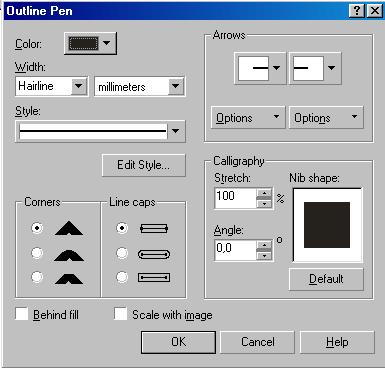 Outline Pen
Color:
Width:
Hairline
millimeters
Style:
Edit Style...
Corners
Line caps
Arrows
Options
Options
Calligraphy
Stretch:
100
%
Angle:
0,0
o
Nib shape:
Default
Behind fill
Scale with image
OK
Cancel
Help